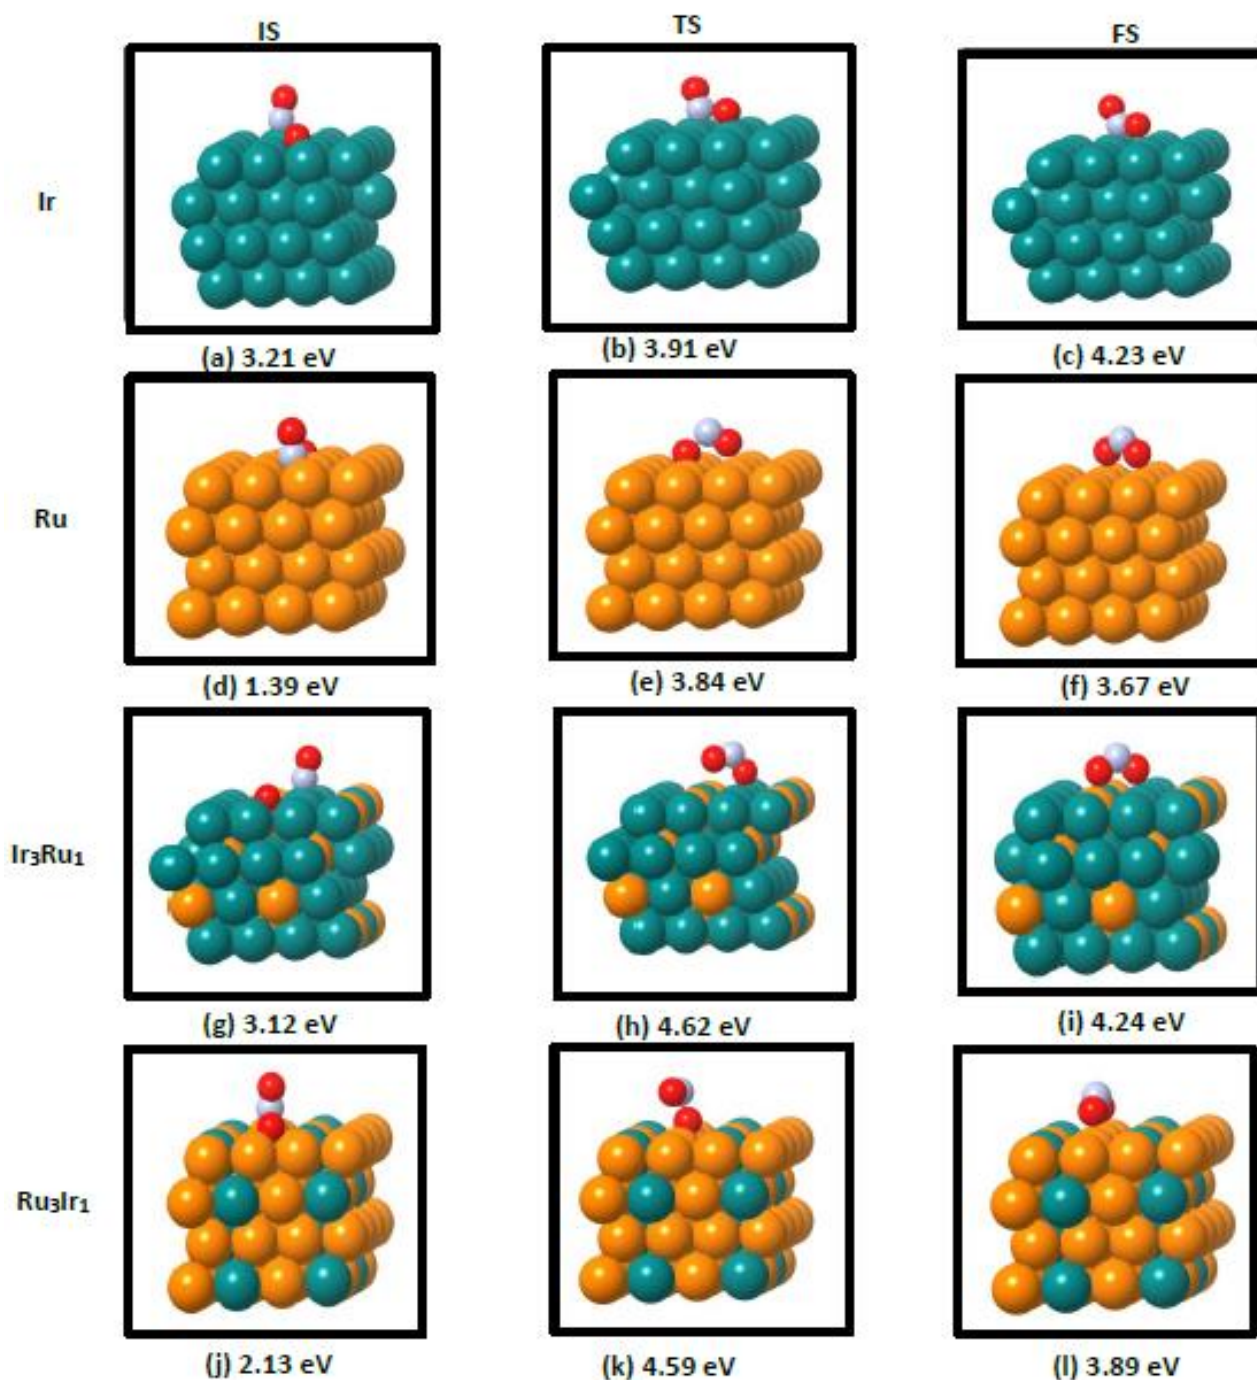 IS TS FS
Ir
(a) 3.21 eV (b) 3.91 eV (c) 4.23 eV
Ru
(d) 1.39 eV (e) 3.84 eV (f) 3.67 eV
Ir₃Ru₁
(g) 3.12 eV (h) 4.62 eV (i) 4.24 eV
Ru₃Ir₁
(j) 2.13 eV (k) 4.59 eV (l) 3.89 eV